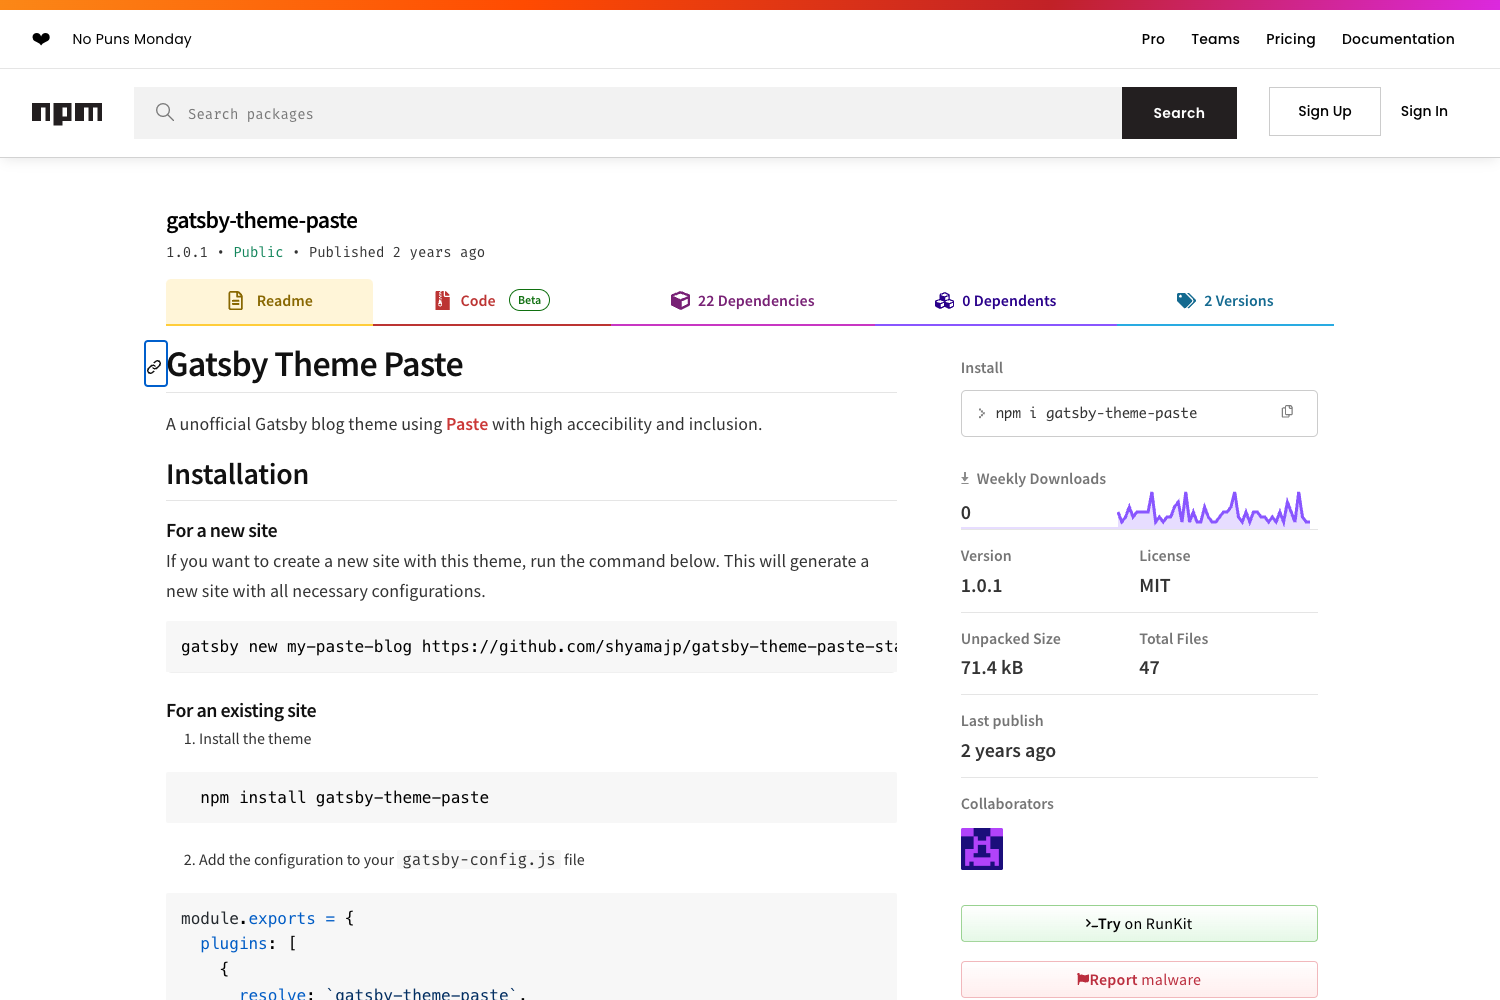 ❤ No Puns Monday
Pro Teams Pricing Documentation
npm
Search packages
Search
Sign Up
Sign In
gatsby-theme-paste
1.0.1 • Public • Published 2 years ago
Readme
Code Beta
22 Dependencies
0 Dependents
2 Versions
Gatsby Theme Paste
A unofficial Gatsby blog theme using Paste with high accecibility and inclusion.
Installation
For a new site
If you want to create a new site with this theme, run the command below. This will generate a
new site with all necessary configurations.
gatsby new my-paste-blog https://github.com/shyamajp/gatsby-theme-paste-sta
For an existing site
1. Install the theme
npm install gatsby-theme-paste
2. Add the configuration to your gatsby-config.js file
module.exports = {
plugins: [
{
resolve: `gatsby-theme-paste`,
Install
npm i gatsby-theme-paste
Weekly Downloads
0
Version
1.0.1
License
MIT
Unpacked Size
71.4 kB
Total Files
47
Last publish
2 years ago
Collaborators
Try on RunKit
Report malware